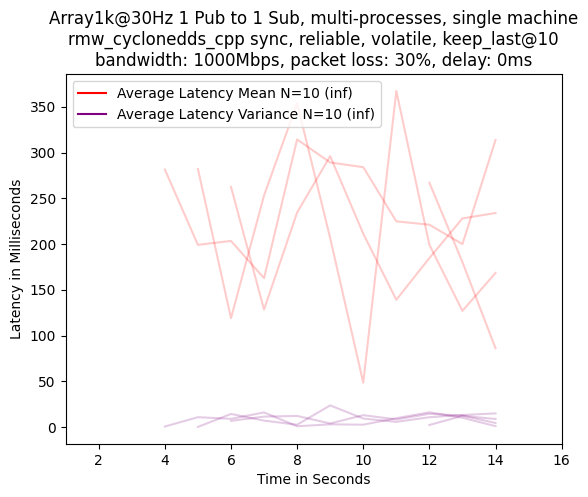 Array1k@30Hz 1 Pub to 1 Sub, multi-processes, single machine
rmw_cyclonedds_cpp sync, reliable, volatile, keep_last@10
bandwidth: 1000Mbps, packet loss: 30%, delay: 0ms
Average Latency Mean N=10 (inf)
Average Latency Variance N=10 (inf)
350
300
250
200
150
100
50
0
Latency in Milliseconds
2 4 6 8 10 12 14 16
Time in Seconds